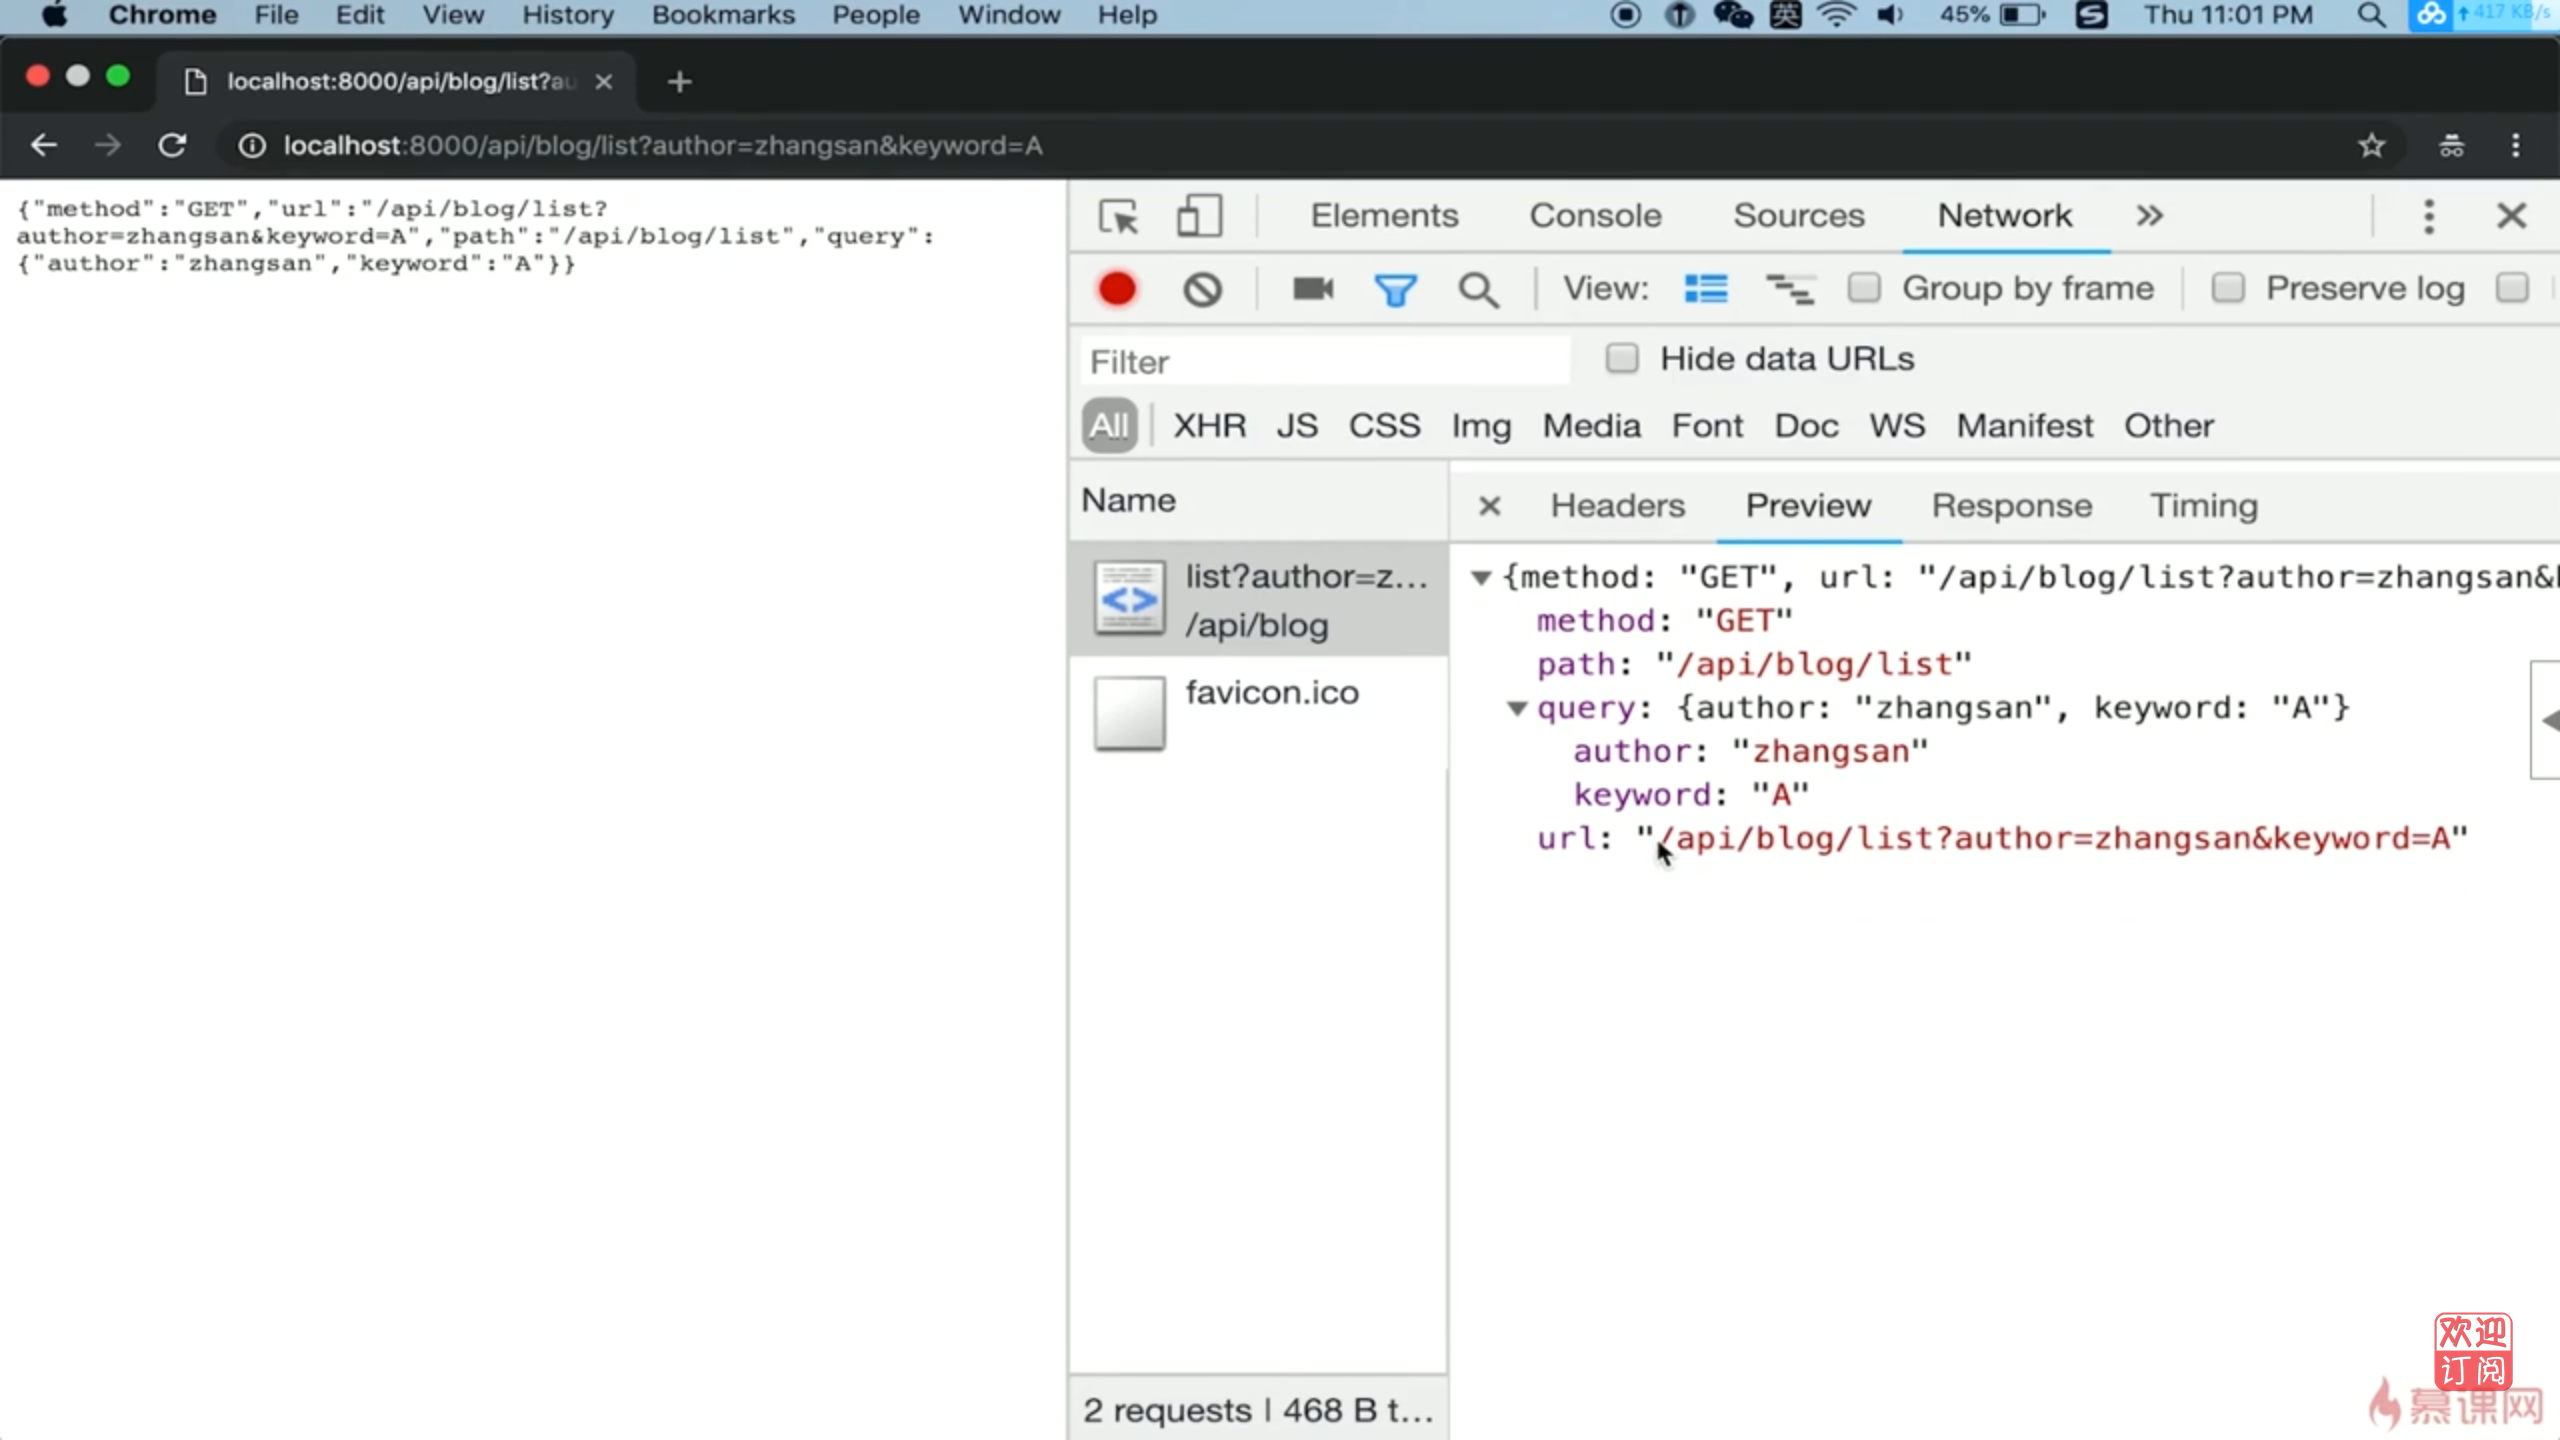 Chrome File Edit View History Bookmarks People Window Help
英 45% Thu 11:01 PM 417 KB/s
localhost:8000/api/blog/list?au
localhost:8000/api/blog/list?author=zhangsan&keyword=A
{"method":"GET","url":"/api/blog/list?
author=zhangsan&keyword=A","path":"/api/blog/list","query":
{"author":"zhangsan","keyword":"A"}}
Elements Console Sources Network
View: Group by frame Preserve log
Filter Hide data URLs
All XHR JS CSS Img Media Font Doc WS Manifest Other
Name
list?author=z...
/api/blog
favicon.ico
2 requests | 468 B t...
Headers Preview Response Timing
{method: "GET", url: "/api/blog/list?author=zhangsan&
method: "GET"
path: "/api/blog/list"
query: {author: "zhangsan", keyword: "A"}
author: "zhangsan"
keyword: "A"
url: "/api/blog/list?author=zhangsan&keyword=A"
欢迎
订阅
慕课网